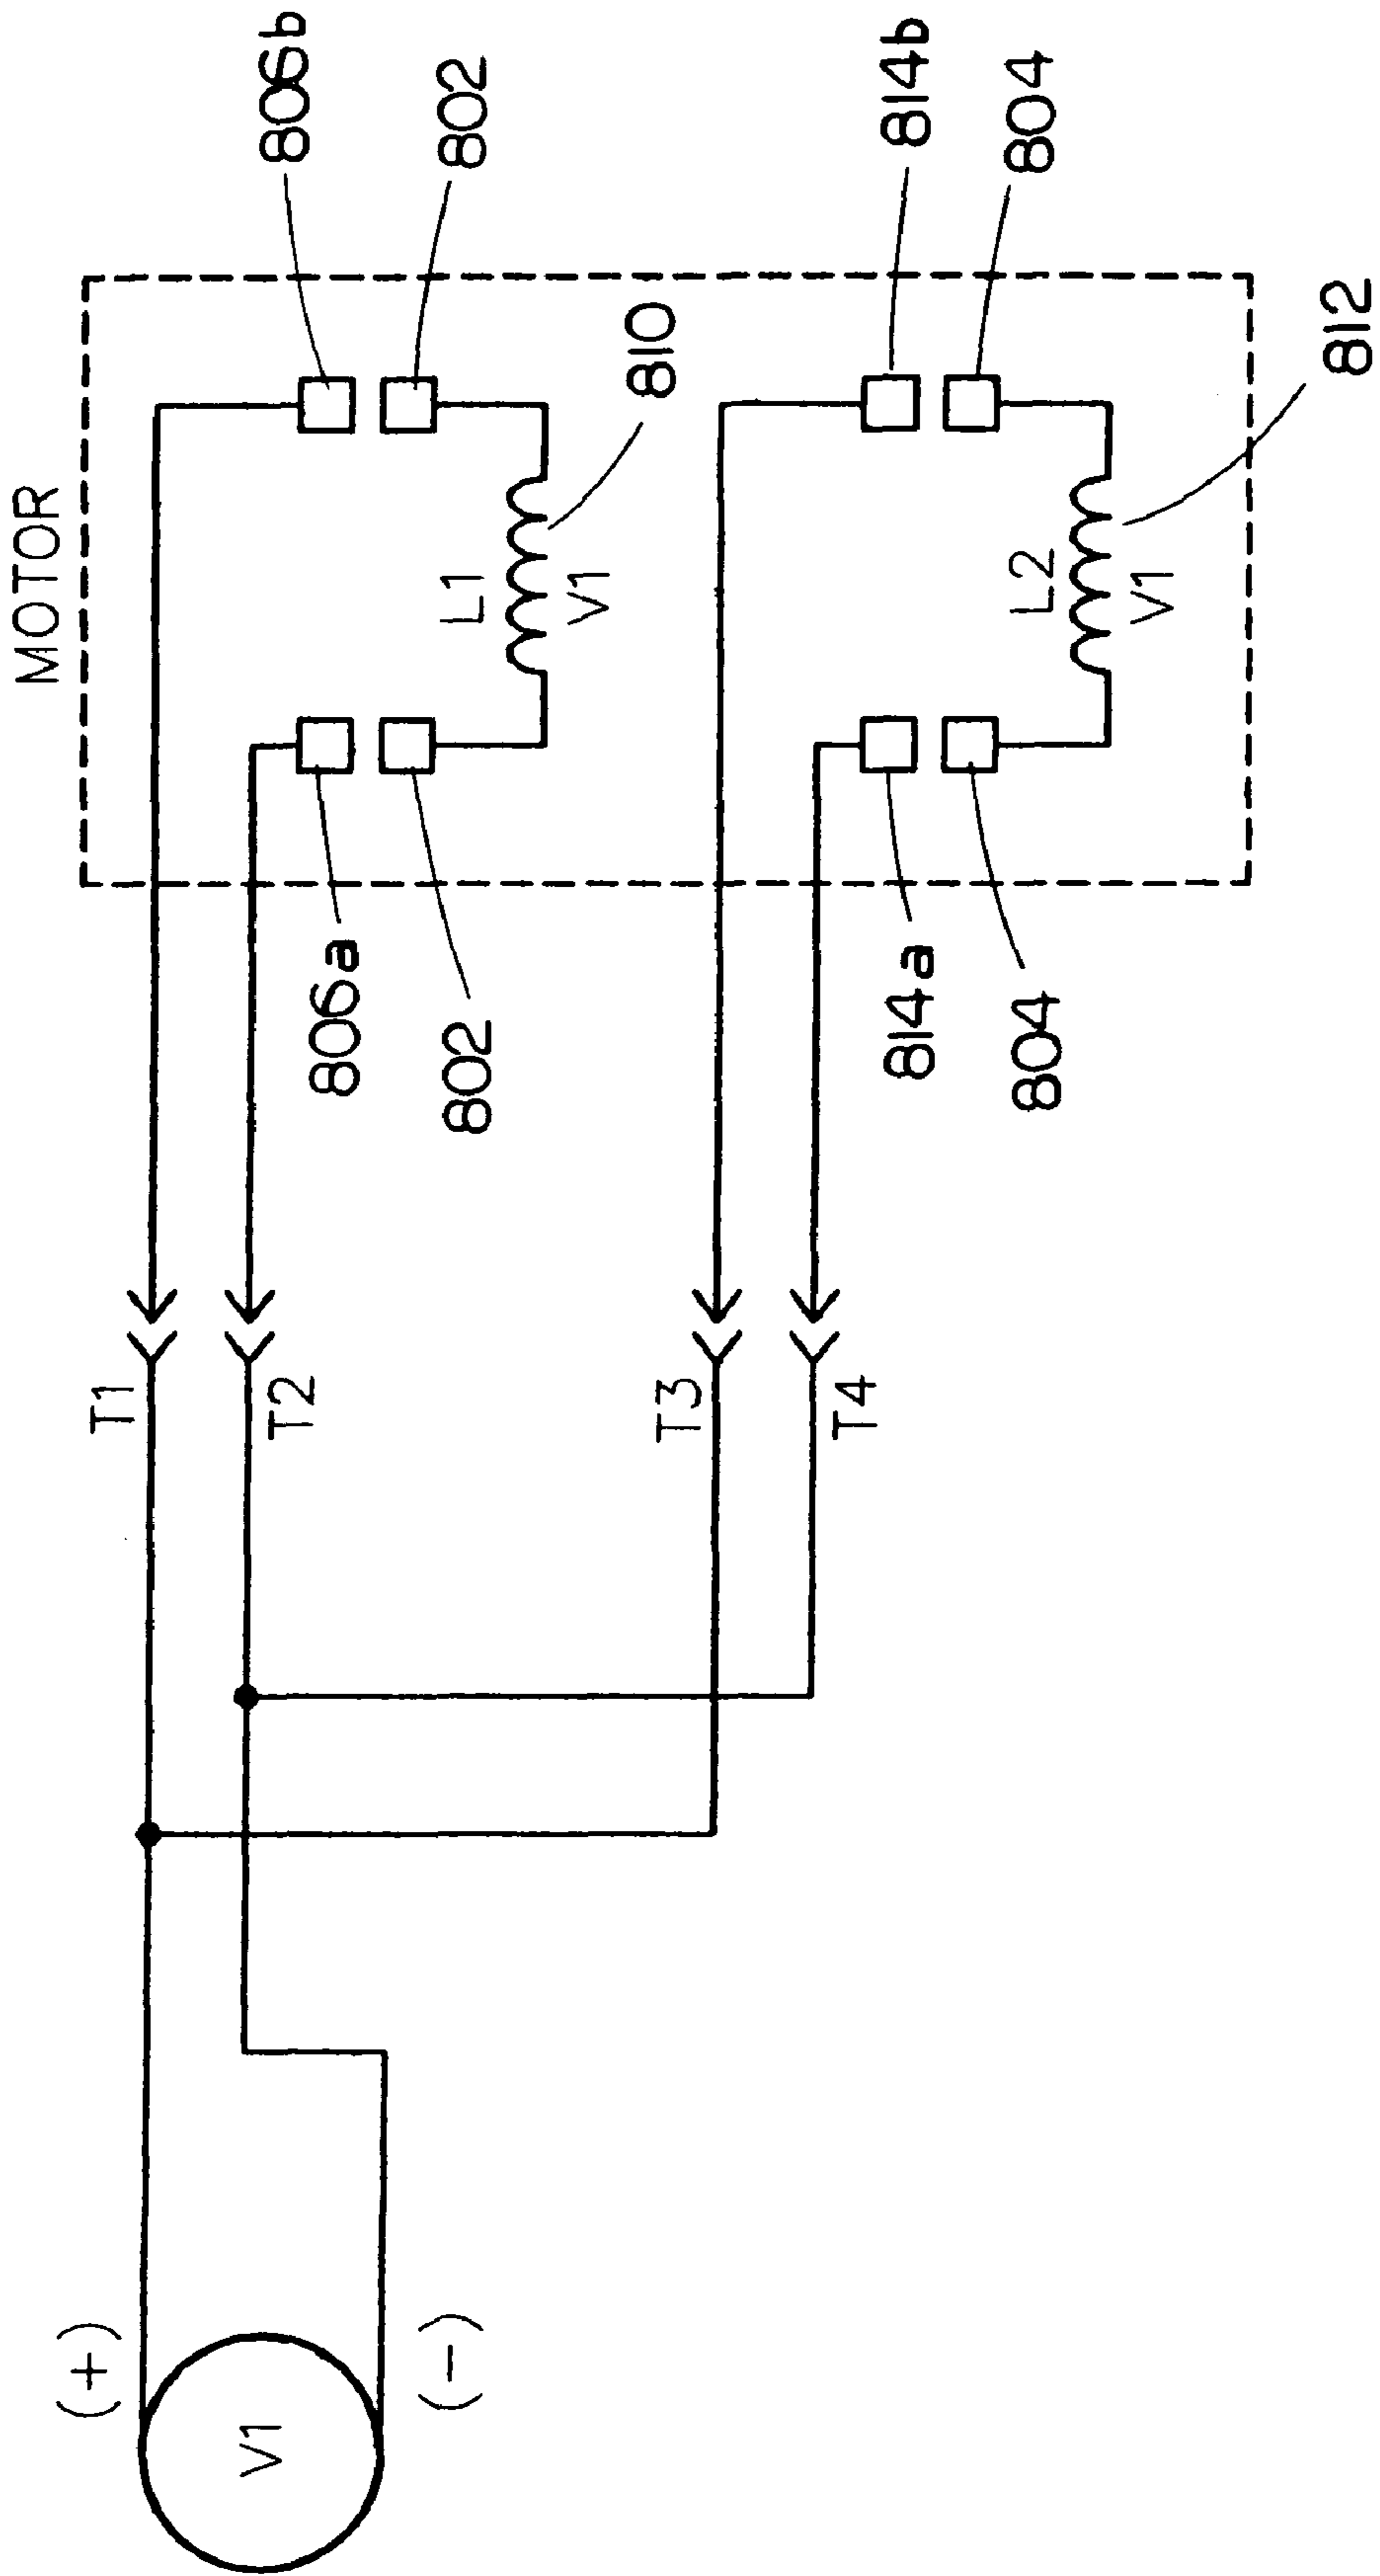 MOTOR
806b
802
814b
804
810
L1
V1
L2
V1
812
806a
802
814a
804
T1
T2
T3
T4
(+)
V1
(-)